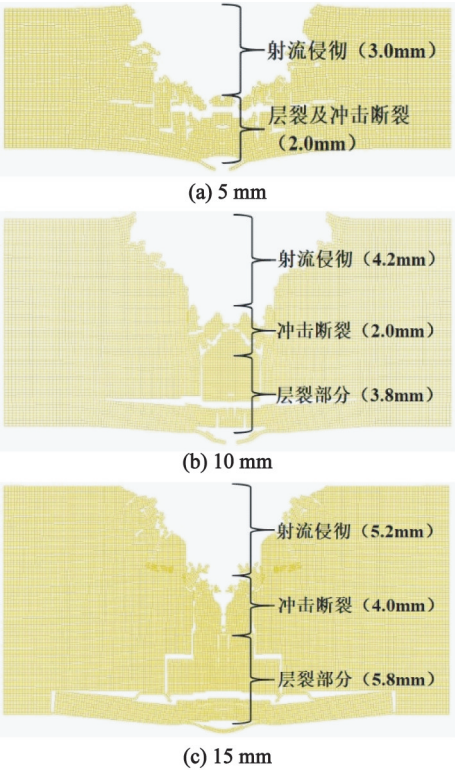 射流侵彻（3.0mm）
层裂及冲击断裂
（2.0mm）
(a) 5 mm
射流侵彻（4.2mm）
冲击断裂（2.0mm）
层裂部分（3.8mm）
(b) 10 mm
射流侵彻（5.2mm）
冲击断裂（4.0mm）
层裂部分（5.8mm）
(c) 15 mm